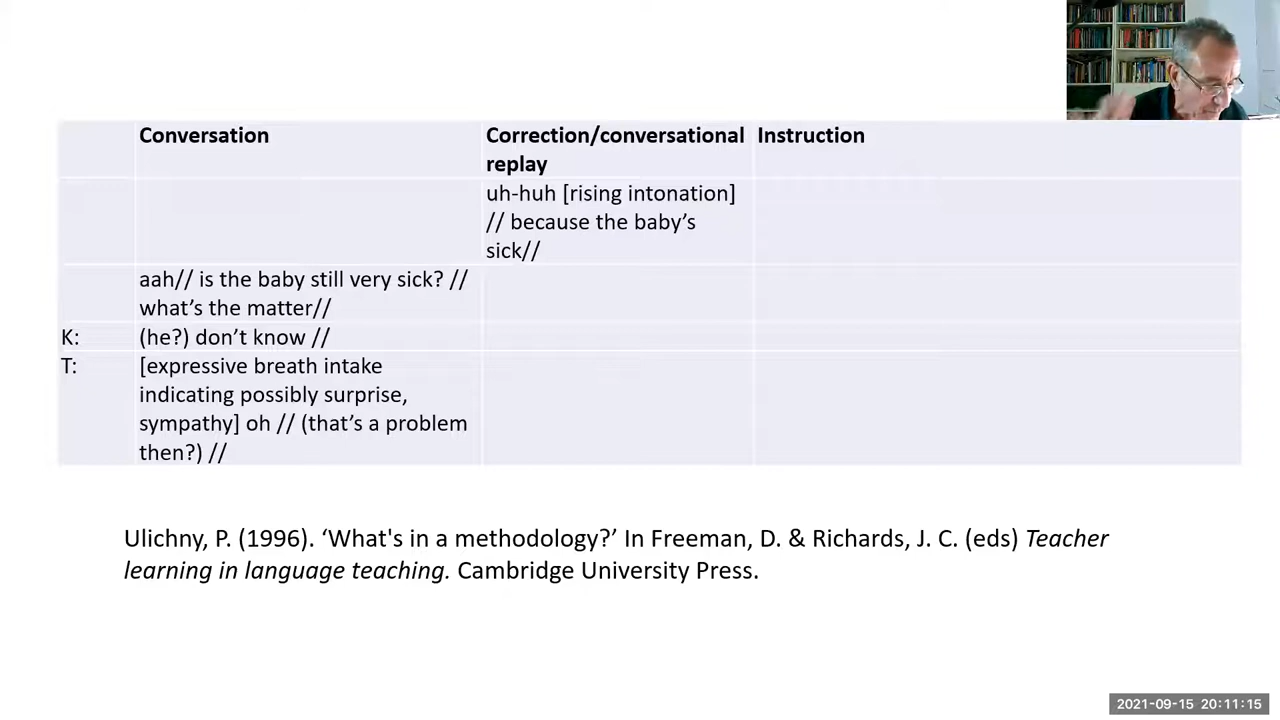 Conversation
Correction/conversational
replay
Instruction
uh-huh [rising intonation]
// because the baby’s
sick//
aah// is the baby still very sick? //
what’s the matter//
K:
(he?) don’t know //
T:
[expressive breath intake
indicating possibly surprise,
sympathy] oh // (that’s a problem
then?) //
Ulichny, P. (1996). ‘What's in a methodology?’ In Freeman, D. & Richards, J. C. (eds) Teacher
learning in language teaching. Cambridge University Press.
2021-09-15 20:11:15